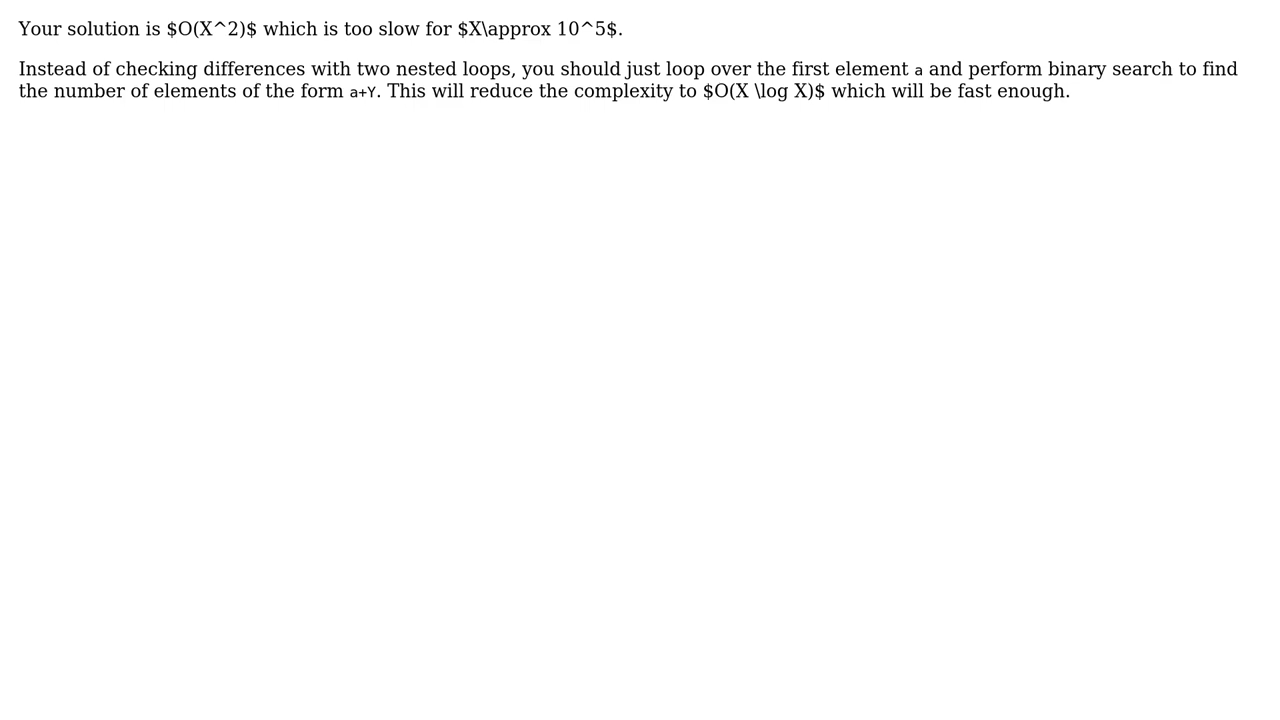 Your solution is $O(X^2)$ which is too slow for $X\approx 10^5$.
Instead of checking differences with two nested loops, you should just loop over the first element a and perform binary search to find
the number of elements of the form a+Y. This will reduce the complexity to $O(X \log X)$ which will be fast enough.